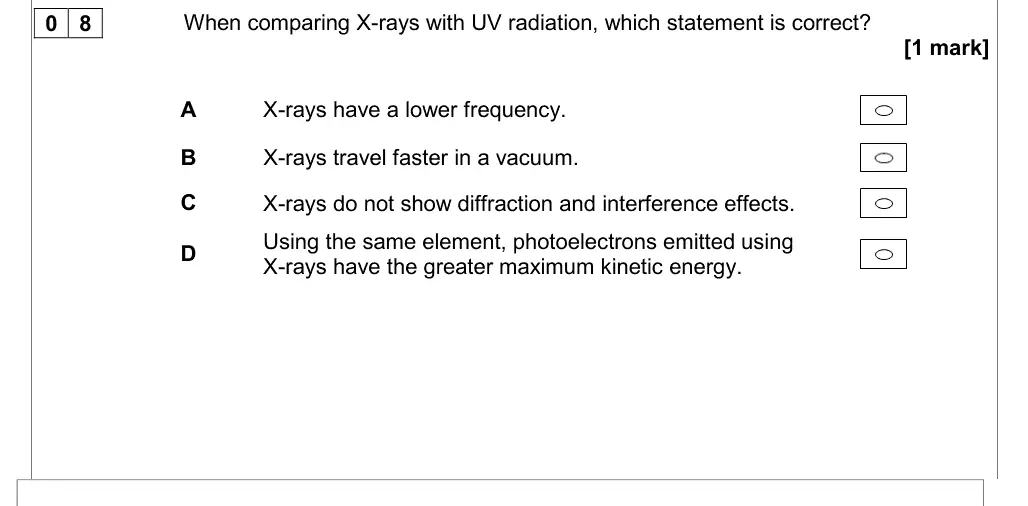 0 8 When comparing X-rays with UV radiation, which statement is correct?
[1 mark]
A X-rays have a lower frequency.
B X-rays travel faster in a vacuum.
C X-rays do not show diffraction and interference effects.
D Using the same element, photoelectrons emitted using
X-rays have the greater maximum kinetic energy.